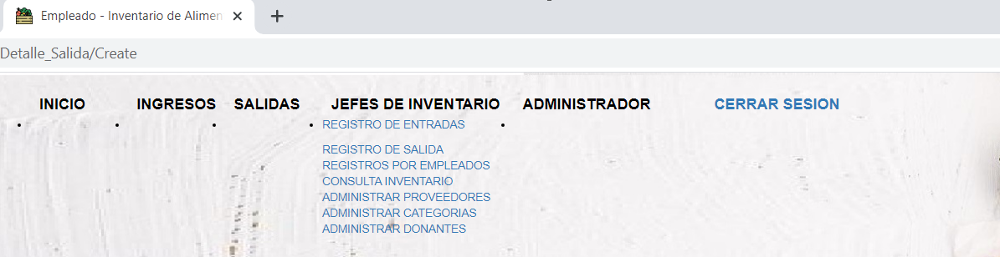 Empleado - Inventario de Alimen
Detalle_Salida/Create
INICIO INGRESOS SALIDAS JEFES DE INVENTARIO ADMINISTRADOR CERRAR SESION
REGISTRO DE ENTRADAS
REGISTRO DE SALIDA
REGISTROS POR EMPLEADOS
CONSULTA INVENTARIO
ADMINISTRAR PROVEEDORES
ADMINISTRAR CATEGORIAS
ADMINISTRAR DONANTES